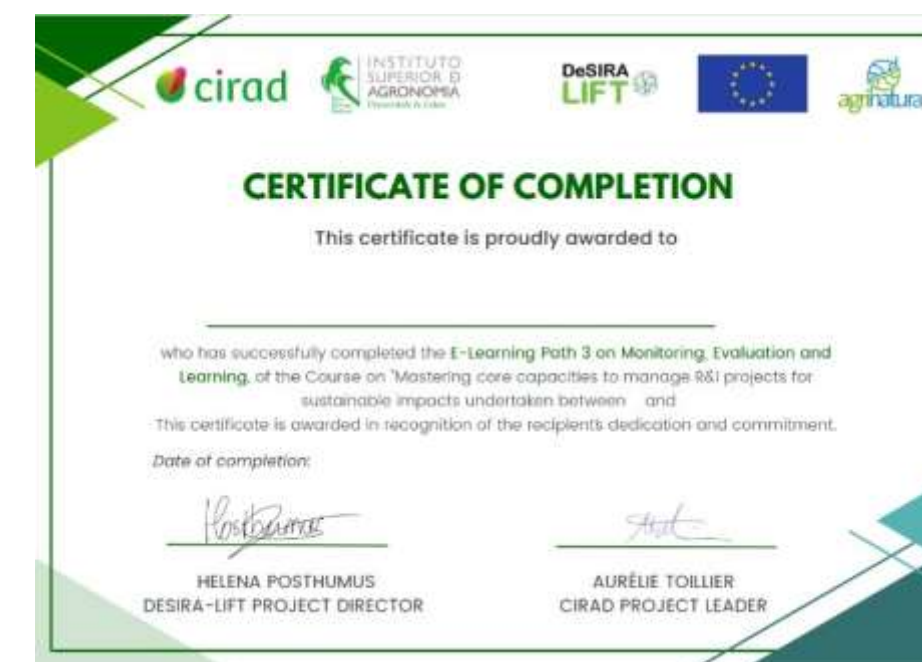 cirad
INSTITUTO
SUPERIOR D
AGRONOMIA
Universidade de Lisboa
DeSIRA
LIFT
agrinatura
CERTIFICATE OF COMPLETION
This certificate is proudly awarded to
who has successfully completed the E-Learning Path 3 on Monitoring, Evaluation and
Learning, of the Course on "Mastering core capacities to manage R&I projects for
sustainable impacts undertaken between and
This certificate is awarded in recognition of the recipient's dedication and commitment.
Date of completion:
HELENA POSTHUMUS
DESIRA-LIFT PROJECT DIRECTOR
AURÉLIE TOILLIER
CIRAD PROJECT LEADER